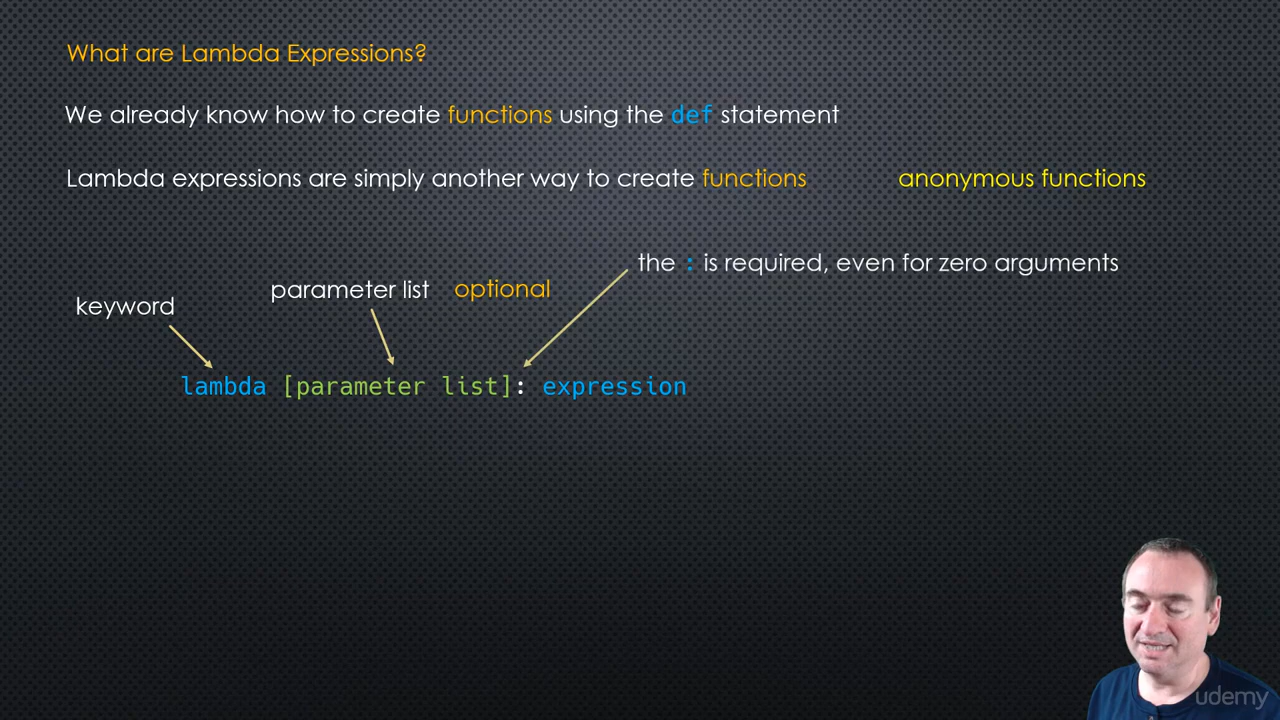 What are Lambda Expressions?
We already know how to create functions using the def statement
Lambda expressions are simply another way to create functions anonymous functions
the : is required, even for zero arguments
parameter list optional
keyword
lambda [parameter list]: expression
udemy